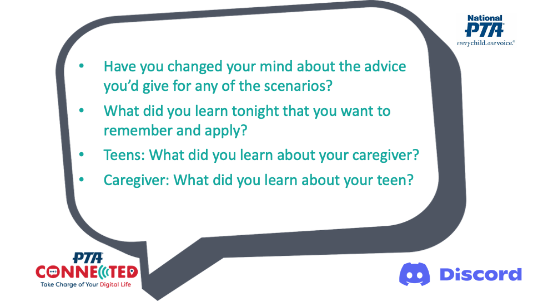 National
PTA
everychild.onevoice.®
• Have you changed your mind about the advice
you'd give for any of the scenarios?
• What did you learn tonight that you want to
remember and apply?
• Teens: What did you learn about your caregiver?
• Caregiver: What did you learn about your teen?
PTA
CONNECTED
Take Charge of Your Digital Life
Discord